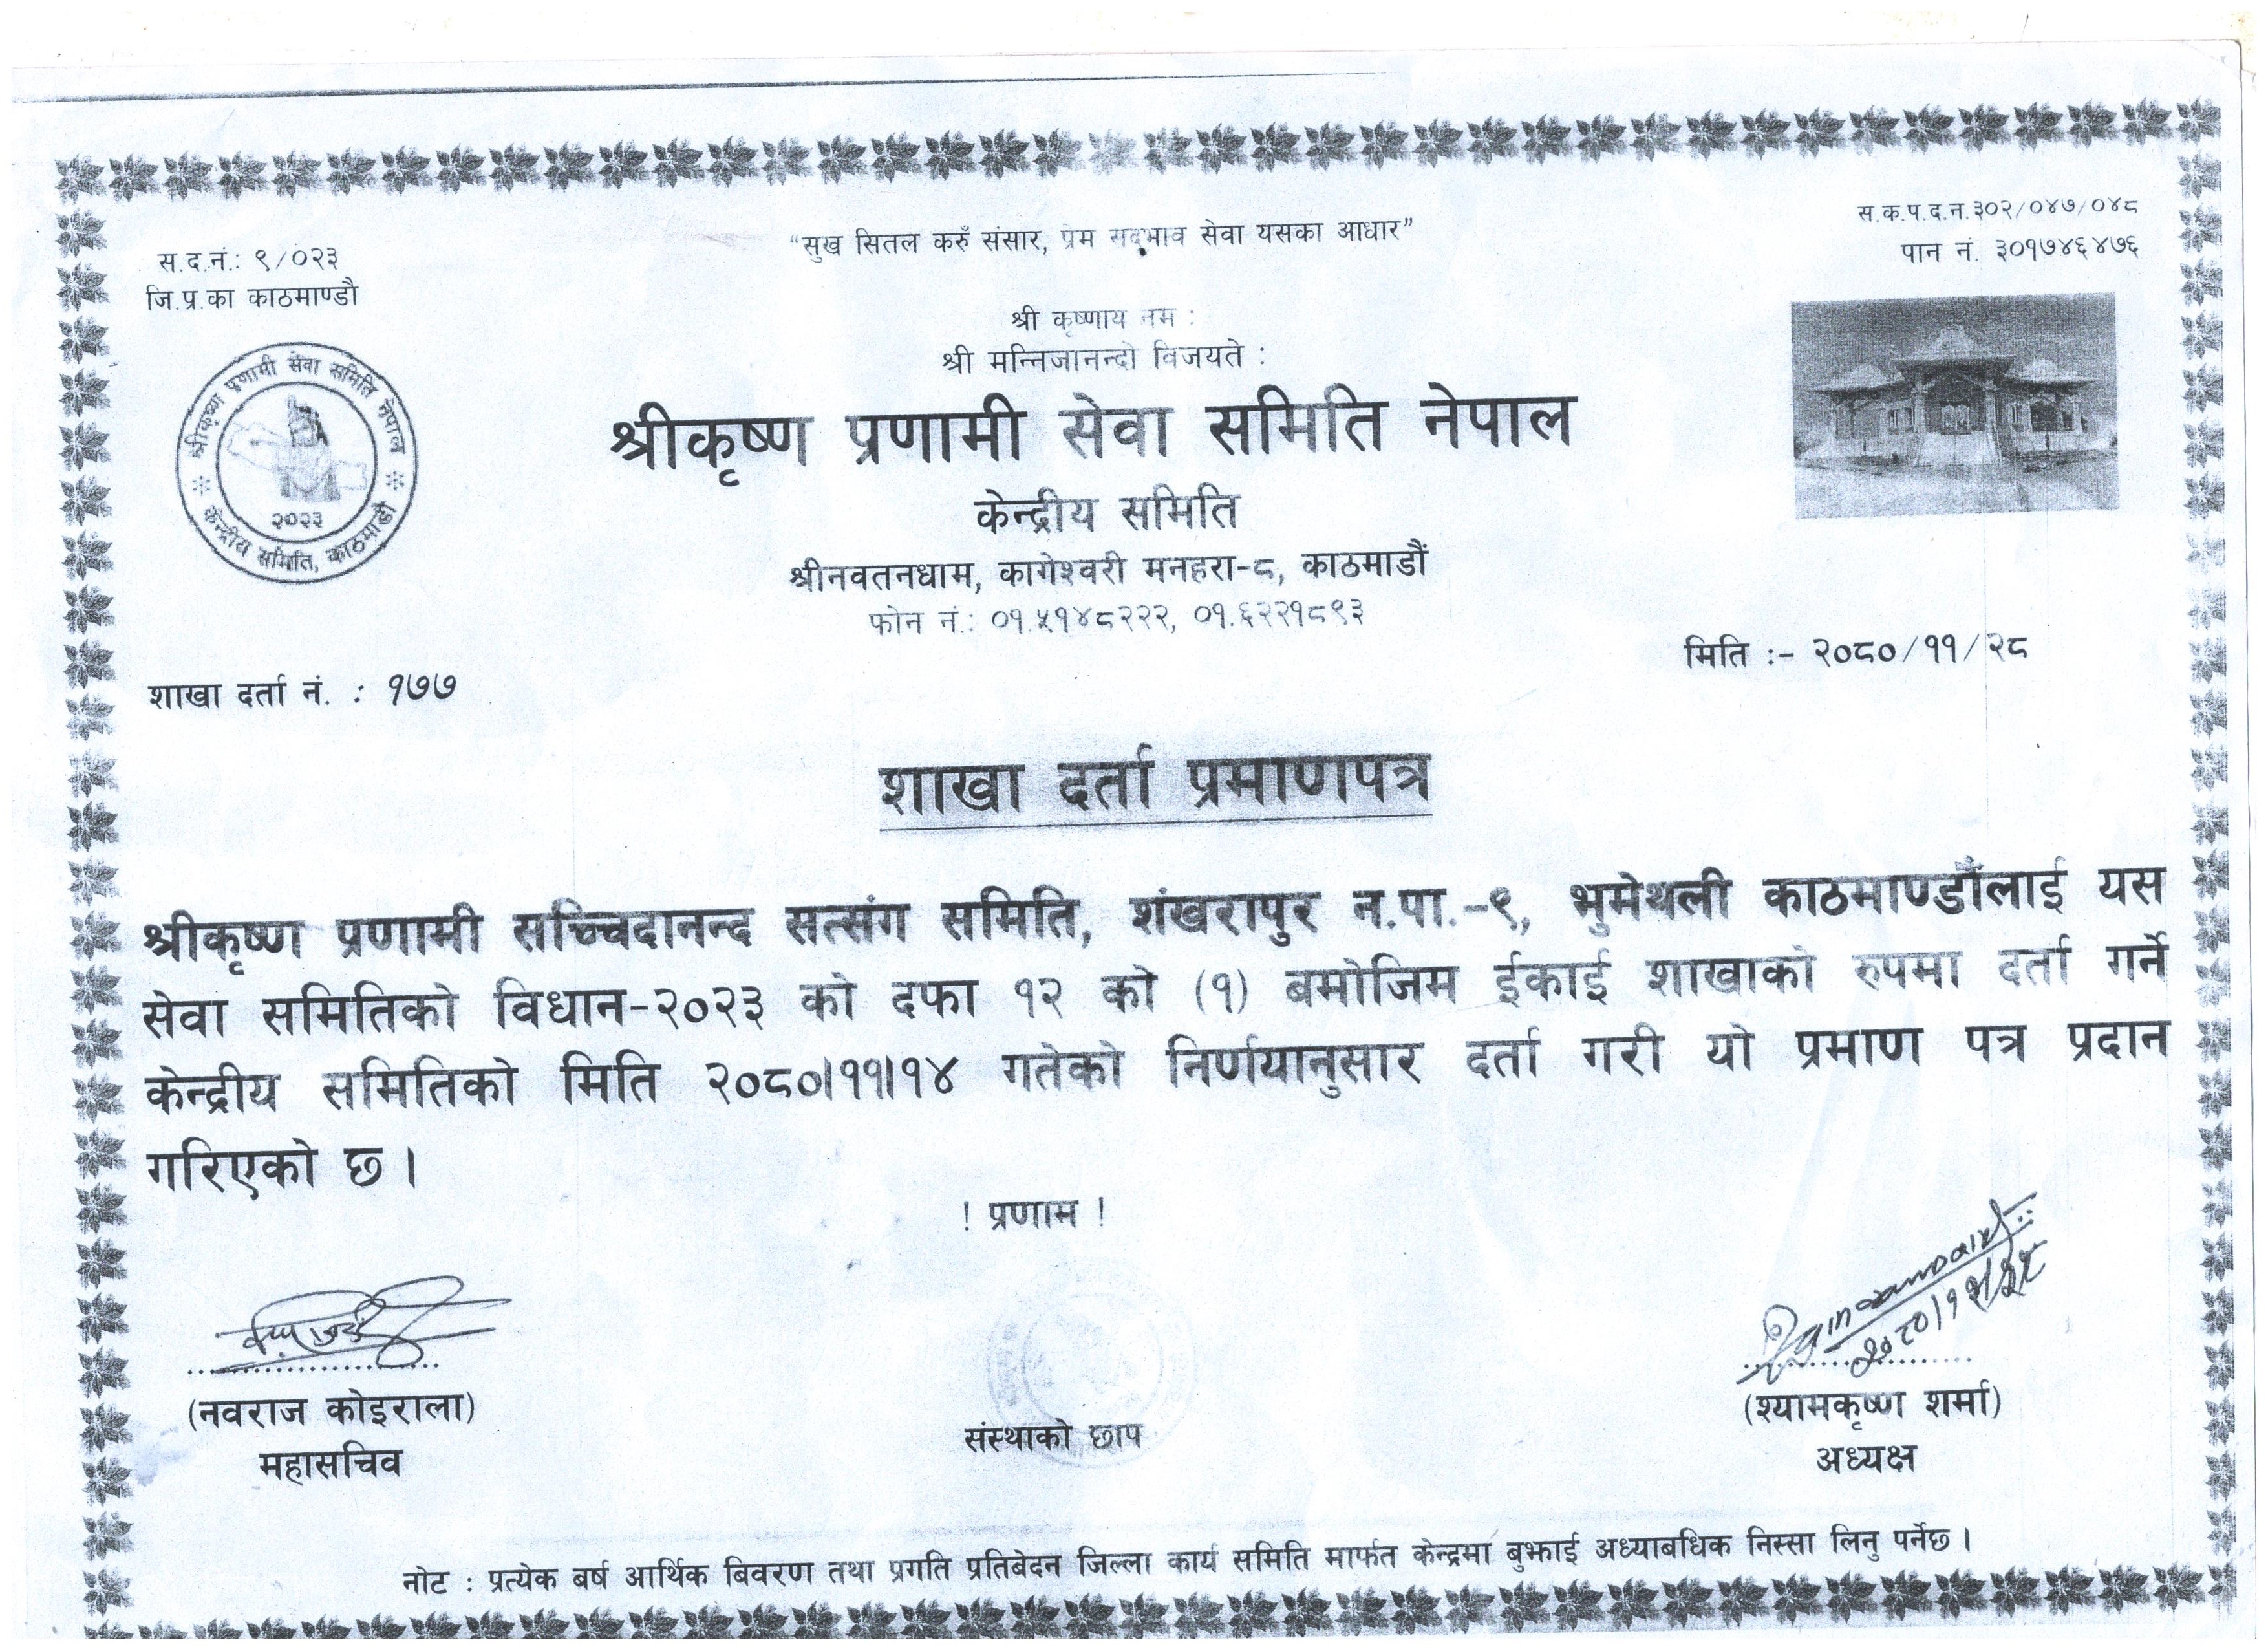 स.क.प.द.न.३०२/०४७/०४८
"सुख सितल करुँ संसार, प्रेम सद्भाव सेवा यसका आधार"
पान नं. ३०१७४६४७६
स.द.नं.: ९/०२३
जि.प्र.का काठमाण्डौ
श्री कृष्णाय नम :
श्री मन्निजानन्दो विजयते :
श्रीकृष्ण प्रणामी सेवा समिति नेपाल
२०२३
केन्द्रीय समिति, काठमाडौं
श्रीकृष्ण प्रणामी सेवा समिति नेपाल
केन्द्रीय समिति
श्रीनवतनधाम, कागेश्वरी मनहरा-८, काठमाडौं
फोन नं.: ०१.५१४८२२२, ०१.६२२१८९३
मिति :- २०८०/११/२८
शाखा दर्ता नं. : १७७
शाखा दर्ता प्रमाणपत्र
श्रीकृष्ण प्रणामी सच्चिदानन्द सत्संग समिति, शंखरापुर न.पा.-९, भुमेथली काठमाण्डौंलाई यस
सेवा समितिको विधान-२०२३ को दफा १२ को (१) बमोजिम ईकाई शाखाको रुपमा दर्ता गर्ने
केन्द्रीय समितिको मिति २०८०।११।१४ गतेको निर्णयानुसार दर्ता गरी यो प्रमाण पत्र प्रदान
गरिएको छ ।
! प्रणाम !
(नवराज कोइराला)
महासचिव
संस्थाको छाप
(श्यामकृष्ण शर्मा)
अध्यक्ष
नोट : प्रत्येक बर्ष आर्थिक बिवरण तथा प्रगति प्रतिबेदन जिल्ला कार्य समिति मार्फत केन्द्रमा बुझाई अध्याबधिक निस्सा लिनु पर्नेछ ।